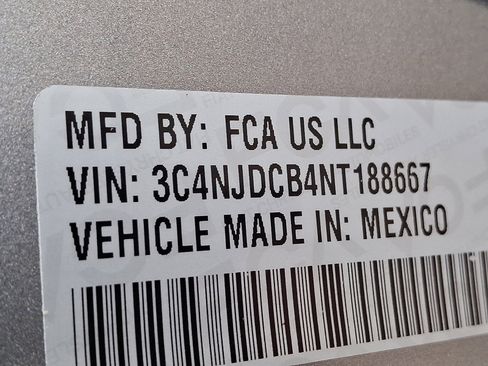 MFD BY: FCA US LLC
VIN: 3C4NJDCB4NT188667
VEHICLE MADE IN: MEXICO